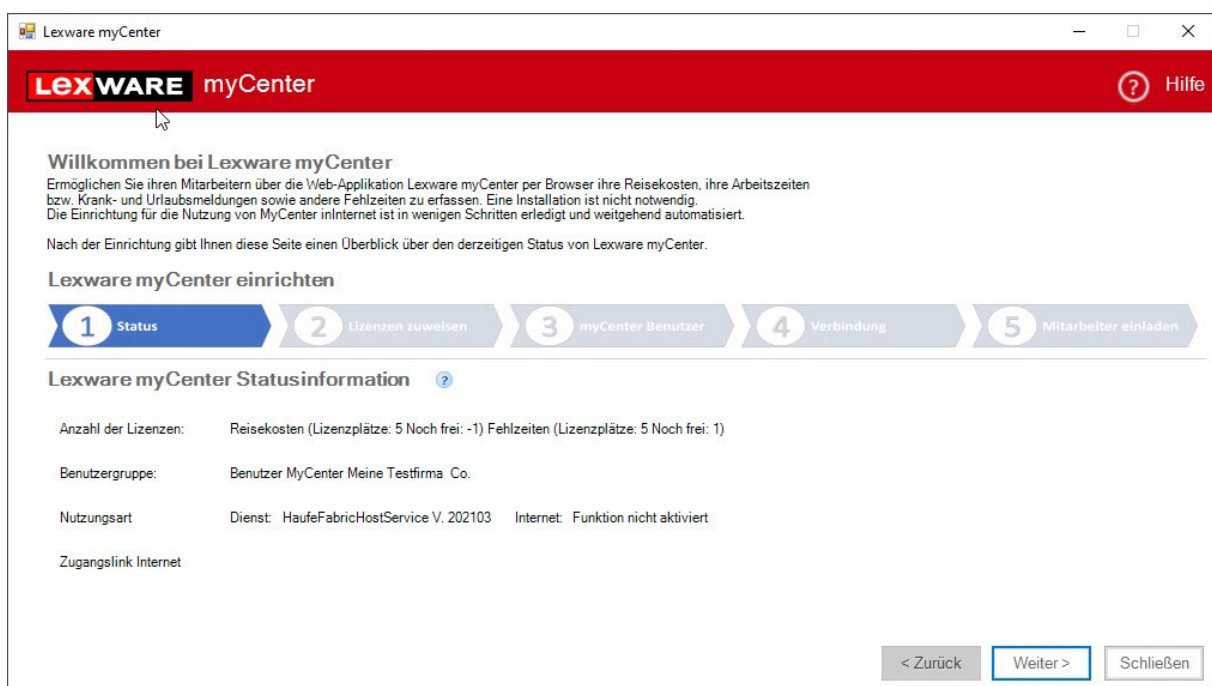 Lexware myCenter
LEXWARE myCenter
? Hilfe
Willkommen bei Lexware myCenter
Ermöglichen Sie ihren Mitarbeitern über die Web-Applikation Lexware myCenter per Browser ihre Reisekosten, ihre Arbeitszeiten
bzw. Krank- und Urlaubsmeldungen sowie andere Fehlzeiten zu erfassen. Eine Installation ist nicht notwendig.
Die Einrichtung für die Nutzung von MyCenter inInternet ist in wenigen Schritten erledigt und weitgehend automatisiert.
Nach der Einrichtung gibt Ihnen diese Seite einen Überblick über den derzeitigen Status von Lexware myCenter.
Lexware myCenter einrichten
1 Status
2 Lizenzen zuweisen
3 myCenter Benutzer
4 Verbindung
5 Mitarbeiter einladen
Lexware myCenter Statusinformation ?
Anzahl der Lizenzen: Reisekosten (Lizenzplätze: 5 Noch frei: -1) Fehlzeiten (Lizenzplätze: 5 Noch frei: 1)
Benutzergruppe: Benutzer MyCenter Meine Testfirma Co.
Nutzungsart Dienst: HaufeFabricHostService V. 202103 Internet: Funktion nicht aktiviert
Zugangslink Internet
< Zurück
Weiter >
Schließen